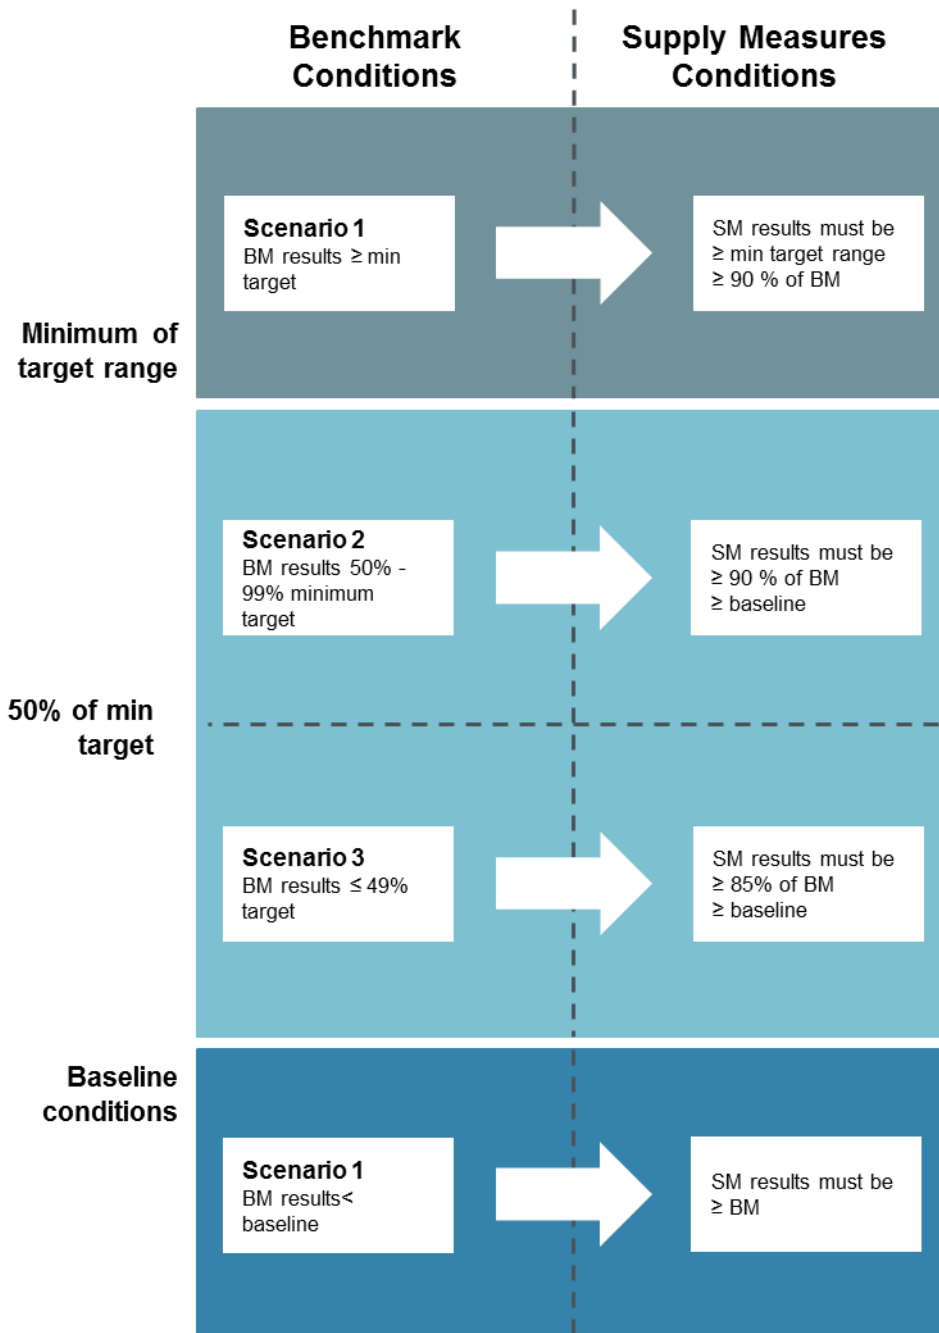 Benchmark
Conditions
Supply Measures
Conditions
Scenario 1
BM results ≥ min
target
SM results must be
≥ min target range
≥ 90 % of BM
Minimum of
target range
Scenario 2
BM results 50% -
99% minimum
target
SM results must be
≥ 90 % of BM
≥ baseline
50% of min
target
Scenario 3
BM results ≤ 49%
target
SM results must be
≥ 85% of BM
≥ baseline
Baseline
conditions
Scenario 1
BM results<
baseline
SM results must be
≥ BM